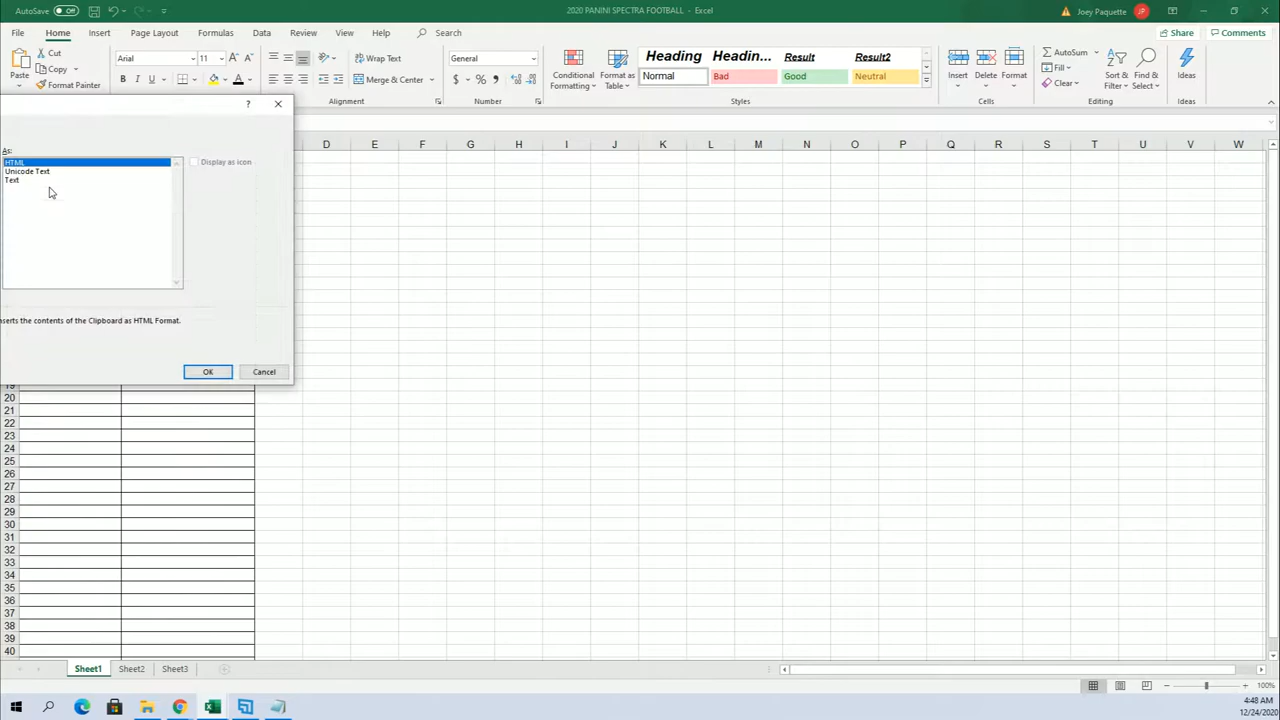 AutoSave Off 2020 PANINI SPECTRA FOOTBALL - Excel Joey Paquette JP
File Home Insert Page Layout Formulas Data Review View Help Search Share Comments
Paste Cut Copy Format Painter
Arial 11 B I U A
Wrap Text Merge & Center Alignment
General $ % Number
Conditional Formatting Format as Table
Heading Headin... Result Result2
Normal Bad Good Neutral
Styles
Insert Delete Format Cells
AutoSum Fill Clear Sort & Filter Find & Select Editing
Ideas Ideas
? ×
D E F G H I J K L M N O P Q R S T U V W
As:
HTML
Unicode Text
Text
Display as icon
nserts the contents of the Clipboard as HTML Format.
OK Cancel
19
20
21
22
23
24
25
26
27
28
29
30
31
32
33
34
35
36
37
38
39
40
Sheet1 Sheet2 Sheet3
100%
4:48 AM
12/24/2020